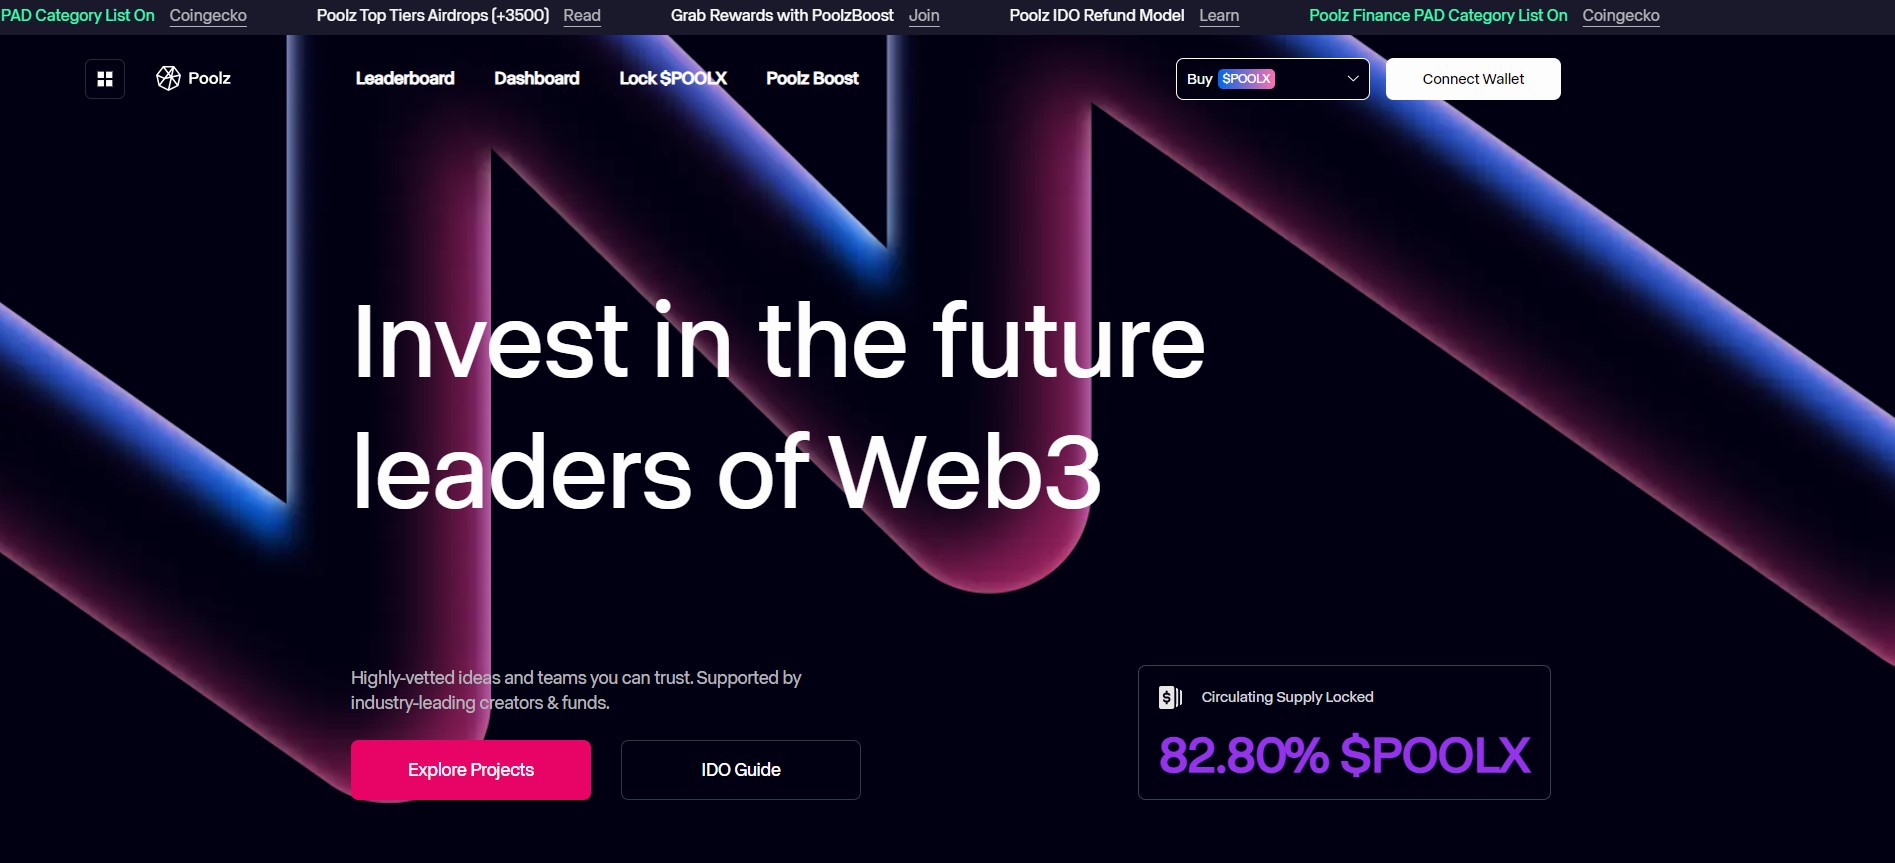 PAD Category List On Coingecko Poolz Top Tiers Airdrops (+3500) Read Grab Rewards with PoolzBoost Join Poolz IDO Refund Model Learn Poolz Finance PAD Category List On Coingecko
Poolz Leaderboard Dashboard Lock $POOLX Poolz Boost Buy $POOLX Connect Wallet
Invest in the future
leaders of Web3
Highly-vetted ideas and teams you can trust. Supported by
industry-leading creators & funds.
Explore Projects IDO Guide
Circulating Supply Locked
82.80% $POOLX